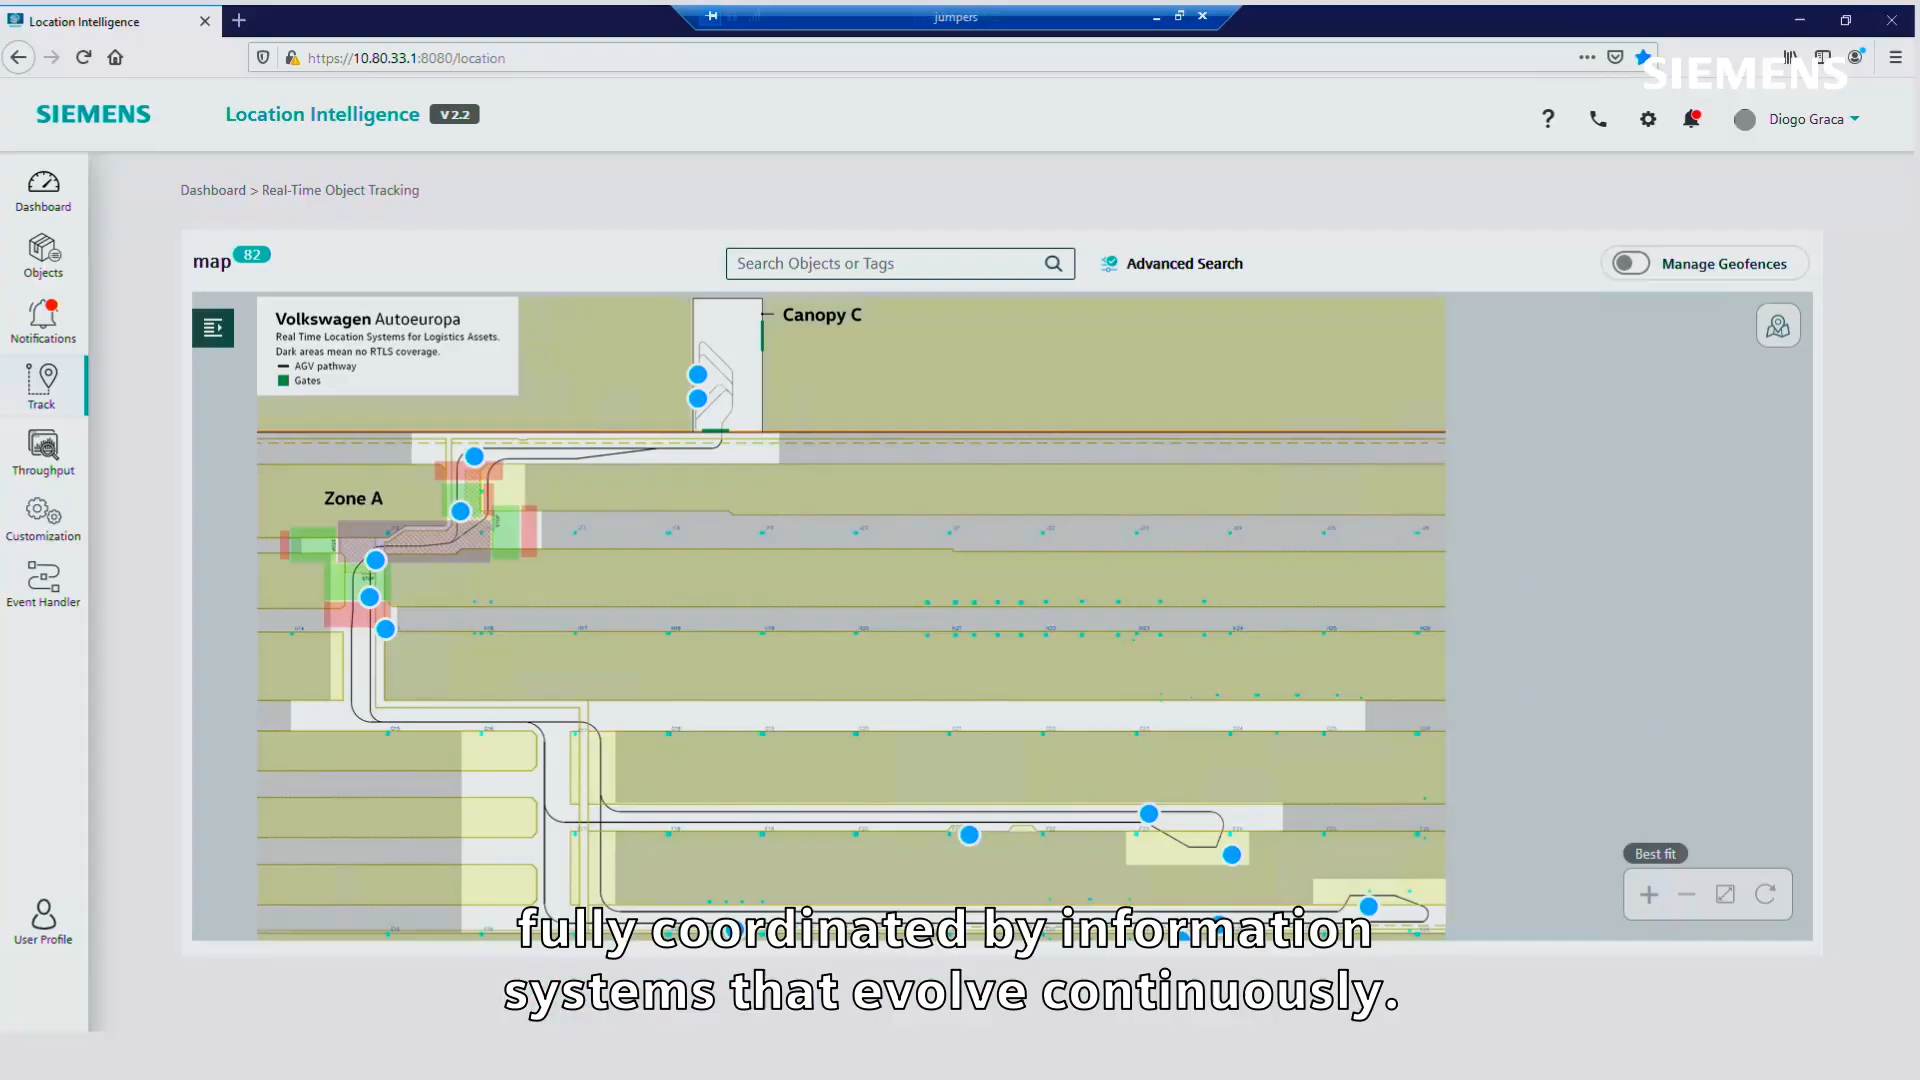 Location Intelligence
jumpers
https://10.80.33.1:8080/location
SIEMENS
SIEMENS
Location Intelligence
V 2.2
Diogo Graca
Dashboard > Real-Time Object Tracking
Dashboard
Objects
Notifications
Track
Throughput
Customization
Event Handler
User Profile
map 82
Search Objects or Tags
Advanced Search
Manage Geofences
Volkswagen Autoeuropa
Real Time Location Systems for Logistics Assets.
Dark areas mean no RTLS coverage.
AGV pathway
Gates
Canopy C
Zone A
Best fit
fully coordinated by information
systems that evolve continuously.